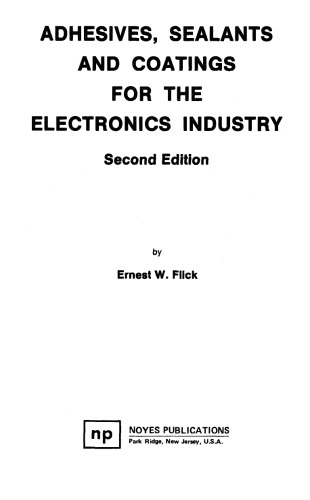 ADHESIVES, SEALANTS
AND COATINGS
FOR THE
ELECTRONICS INDUSTRY
Second Edition
by
Ernest W. Flick
np
NOYES PUBLICATIONS
Park Ridge, New Jersey, U.S.A.